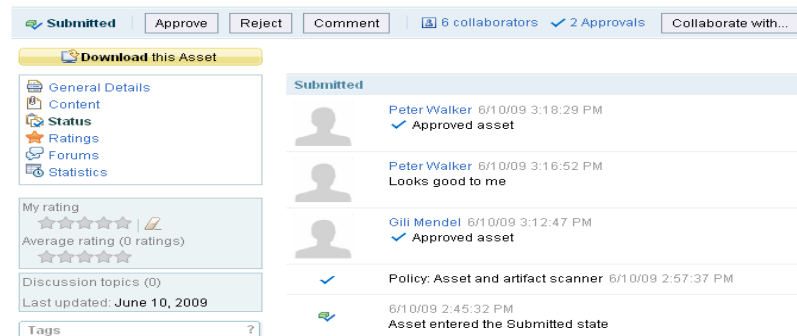 Submitted Approve Reject Comment 6 collaborators 2 Approvals Collaborate with...
Download this Asset
General Details
Content
Status
Ratings
Forums
Statistics
My rating
Average rating (0 ratings)
Discussion topics (0)
Last updated: June 10, 2009
Tags ?
Submitted
Peter Walker 6/10/09 3:18:29 PM
Approved asset
Peter Walker 6/10/09 3:16:52 PM
Looks good to me
Gili Mendel 6/10/09 3:12:47 PM
Approved asset
Policy: Asset and artifact scanner 6/10/09 2:57:37 PM
6/10/09 2:45:32 PM
Asset entered the Submitted state